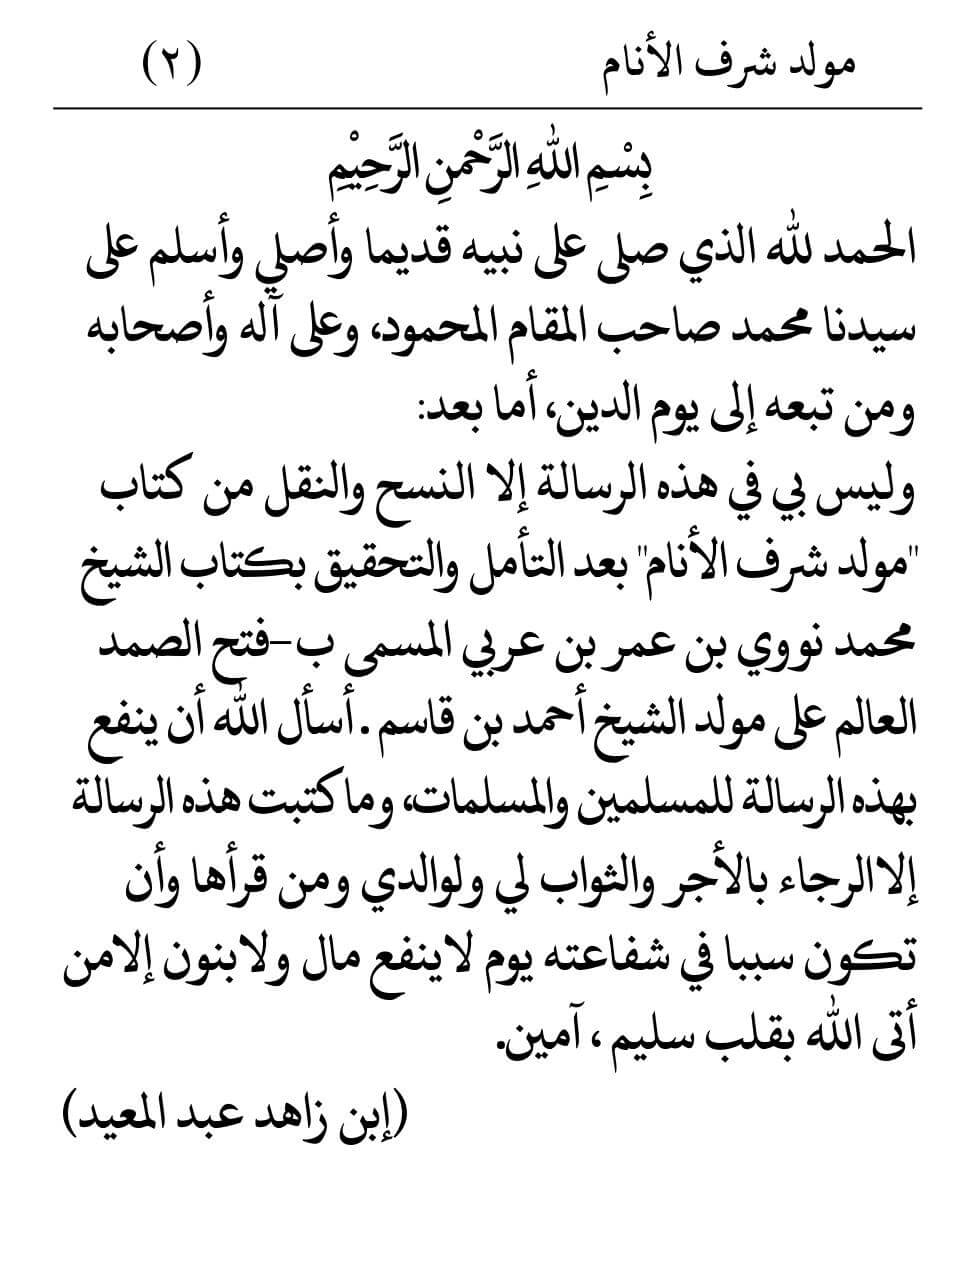 مولد شرف الأنام (٢)
بِسْمِ اللهِ الرَّحْمنِ الرَّحِيْمِ
الحمد لله الذي صلى على نبيه قديما وأصلي وأسلم على
سيدنا محمد صاحب المقام المحمود، وعلى آله وأصحابه
ومن تبعه إلى يوم الدين، أما بعد:
وليس بي في هذه الرسالة إلا النسح والنقل من كتاب
"مولد شرف الأنام" بعد التأمل والتحقيق بكتاب الشيخ
محمد نووي بن عمر بن عربي المسمى ب-فتح الصمد
العالم على مولد الشيخ أحمد بن قاسم . أسأل الله أن ينفع
بهذه الرسالة للمسلمين والمسلمات، وماكتبت هذه الرسالة
إلاالرجاء بالأجر والثواب لي ولوالدي ومن قرأها وأن
تكون سببا في شفاعته يوم لاينفع مال ولابنون إلامن
أتى الله بقلب سليم ، آمين.
(إبن زاهد عبد المعيد)